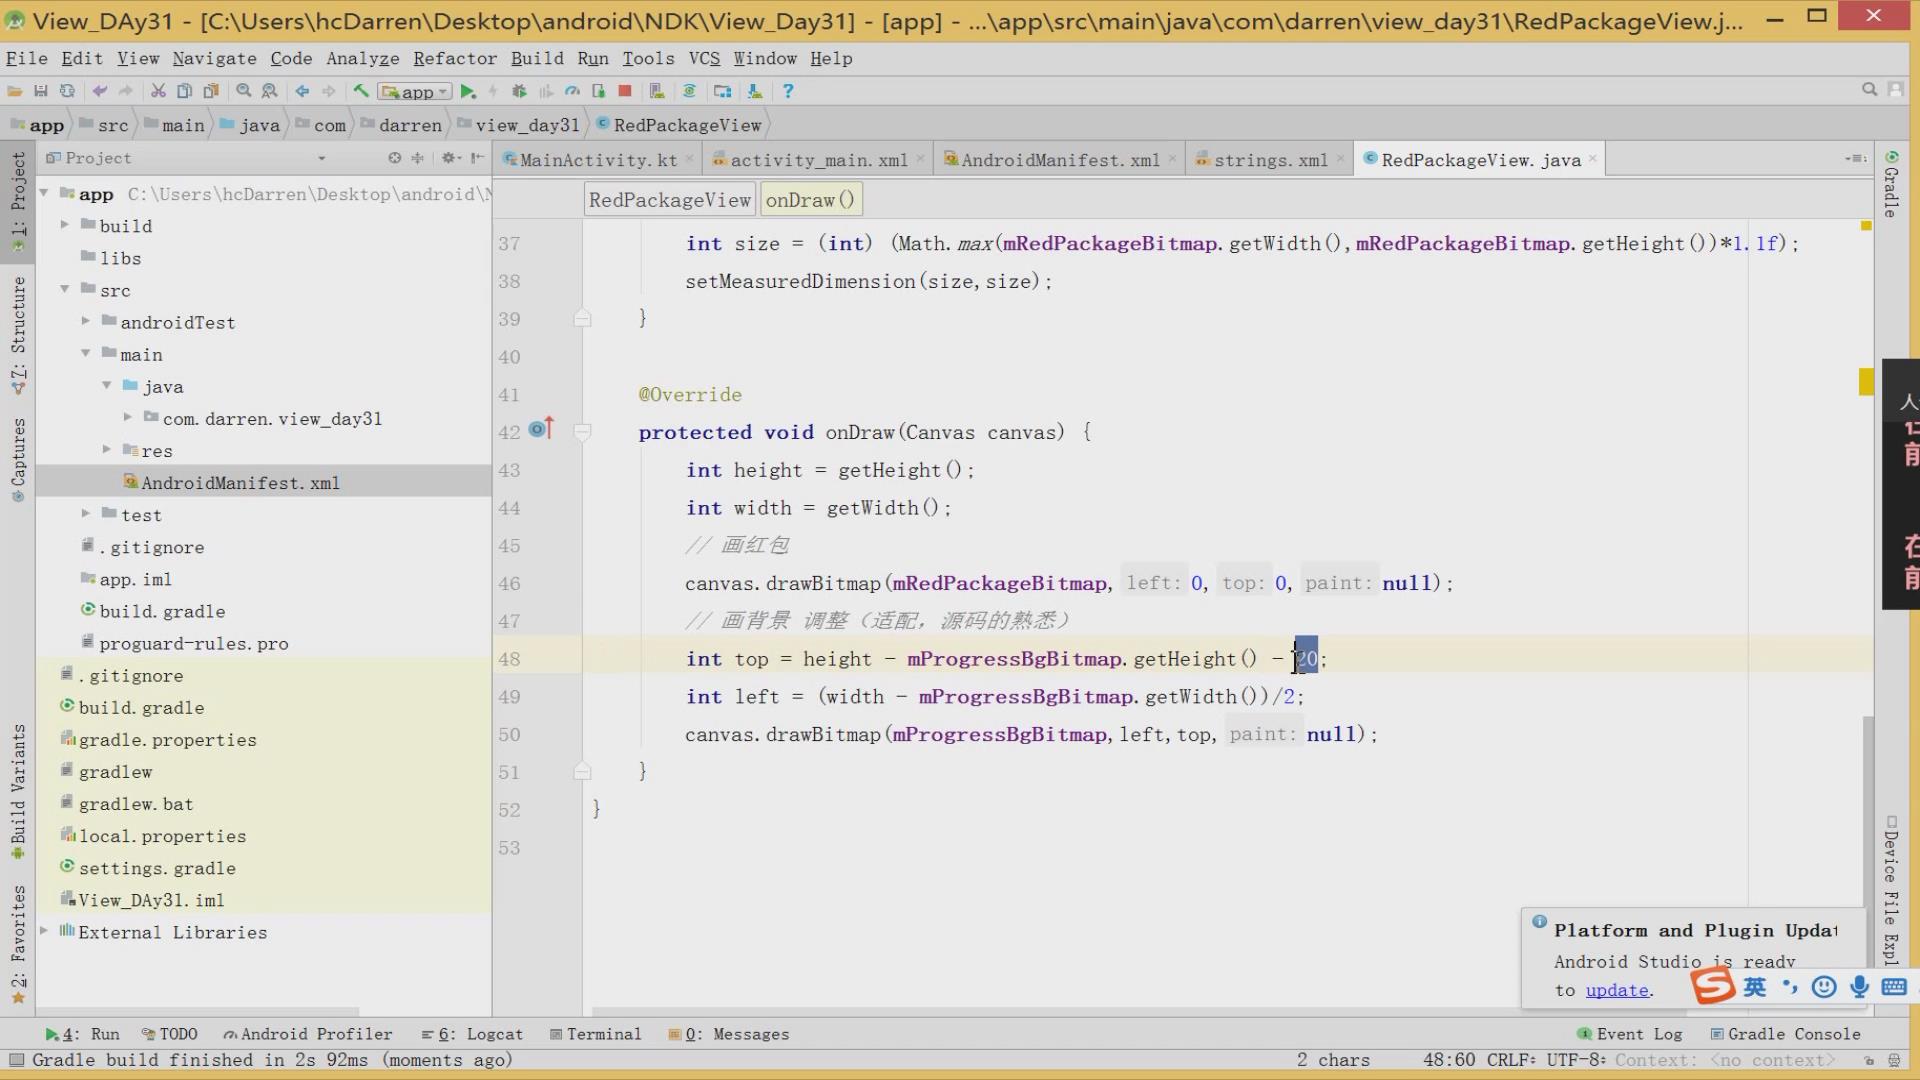 View_DAy31 - [C:\Users\hcDarren\Desktop\android\NDK\View_Day31] - [app] - ...\app\src\main\java\com\darren\view_day31\RedPackageView.j...
File Edit View Navigate Code Analyze Refactor Build Run Tools VCS Window Help
app
app src main java com darren view_day31 RedPackageView
Project
MainActivity.kt activity_main.xml AndroidManifest.xml strings.xml RedPackageView.java
RedPackageView onDraw()
1: Project
7: Structure
Captures
Build Variants
2: Favorites
app C:\Users\hcDarren\Desktop\android\N
build
libs
src
androidTest
main
java
com.darren.view_day31
res
AndroidManifest.xml
test
.gitignore
app.iml
build.gradle
proguard-rules.pro
.gitignore
build.gradle
gradle.properties
gradlew
gradlew.bat
local.properties
settings.gradle
View_DAy31.iml
External Libraries
37 int size = (int) (Math.max(mRedPackageBitmap.getWidth(),mRedPackageBitmap.getHeight())*1.1f);
38 setMeasuredDimension(size,size);
39 }
40
41 @Override
42 protected void onDraw(Canvas canvas) {
43 int height = getHeight();
44 int width = getWidth();
45 // 画红包
46 canvas.drawBitmap(mRedPackageBitmap, left: 0, top: 0, paint: null);
47 // 画背景 调整（适配，源码的熟悉）
48 int top = height - mProgressBgBitmap.getHeight() - 20;
49 int left = (width - mProgressBgBitmap.getWidth())/2;
50 canvas.drawBitmap(mProgressBgBitmap,left,top, paint: null);
51 }
52 }
53
Gradle
Device File Expl
前
在
前
Platform and Plugin Updat
Android Studio is ready
to update.
英
4: Run TODO Android Profiler 6: Logcat Terminal 0: Messages Event Log Gradle Console
Gradle build finished in 2s 92ms (moments ago) 2 chars 48:60 CRLF: UTF-8: Context: <no context>